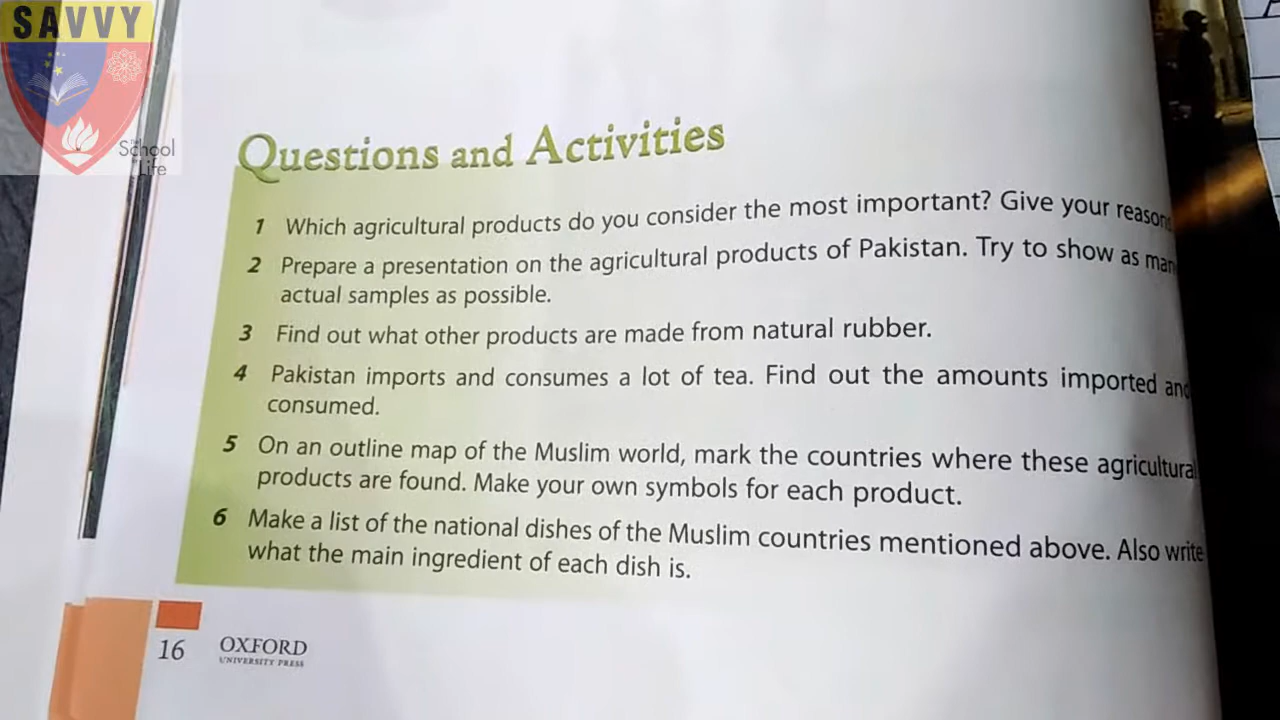 SAVVY
The
School
of
Life
Questions and Activities
1 Which agricultural products do you consider the most important? Give your reasons
2 Prepare a presentation on the agricultural products of Pakistan. Try to show as many
actual samples as possible.
3 Find out what other products are made from natural rubber.
4 Pakistan imports and consumes a lot of tea. Find out the amounts imported and
consumed.
5 On an outline map of the Muslim world, mark the countries where these agricultural
products are found. Make your own symbols for each product.
6 Make a list of the national dishes of the Muslim countries mentioned above. Also write
what the main ingredient of each dish is.
16 OXFORD
UNIVERSITY PRESS